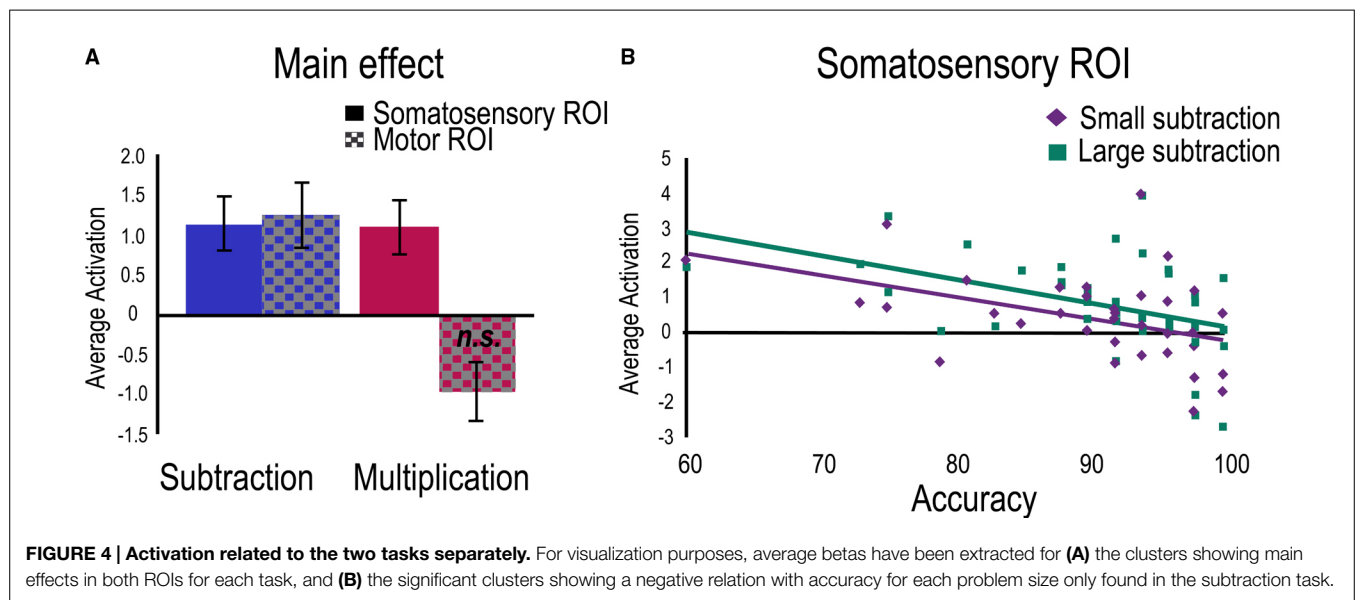 A
Main effect
Somatosensory ROI
Motor ROI
Average Activation
2.0
1.5
1.0
0.5
0
-0.5
-1.0
-1.5
n.s.
Subtraction
Multiplication
B
Somatosensory ROI
Small subtraction
Large subtraction
Average Activation
5
4
3
2
1
0
-1
-2
-3
60 70 80 90 100
Accuracy
FIGURE 4 | Activation related to the two tasks separately. For visualization purposes, average betas have been extracted for (A) the clusters showing main
effects in both ROIs for each task, and (B) the significant clusters showing a negative relation with accuracy for each problem size only found in the subtraction task.